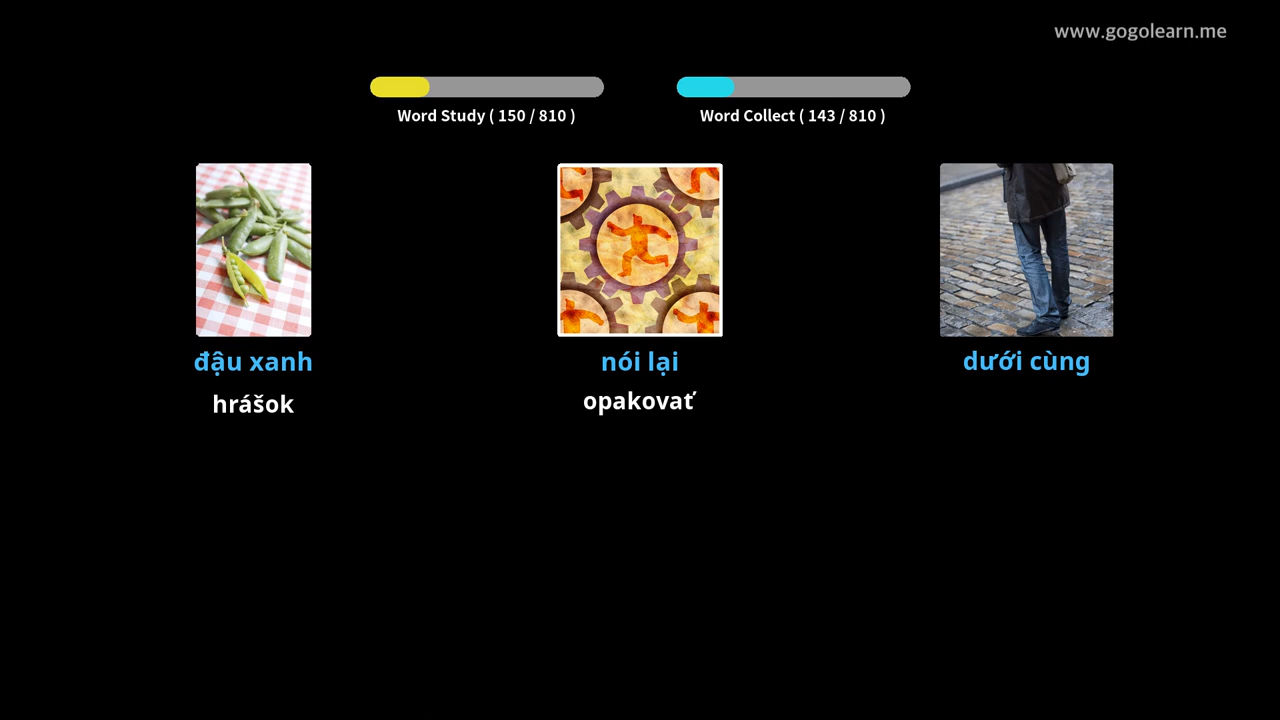 www.gogolearn.me
Word Study ( 150 / 810 )
Word Collect ( 143 / 810 )
đậu xanh
hrášok
nói lại
opakovať
dưới cùng